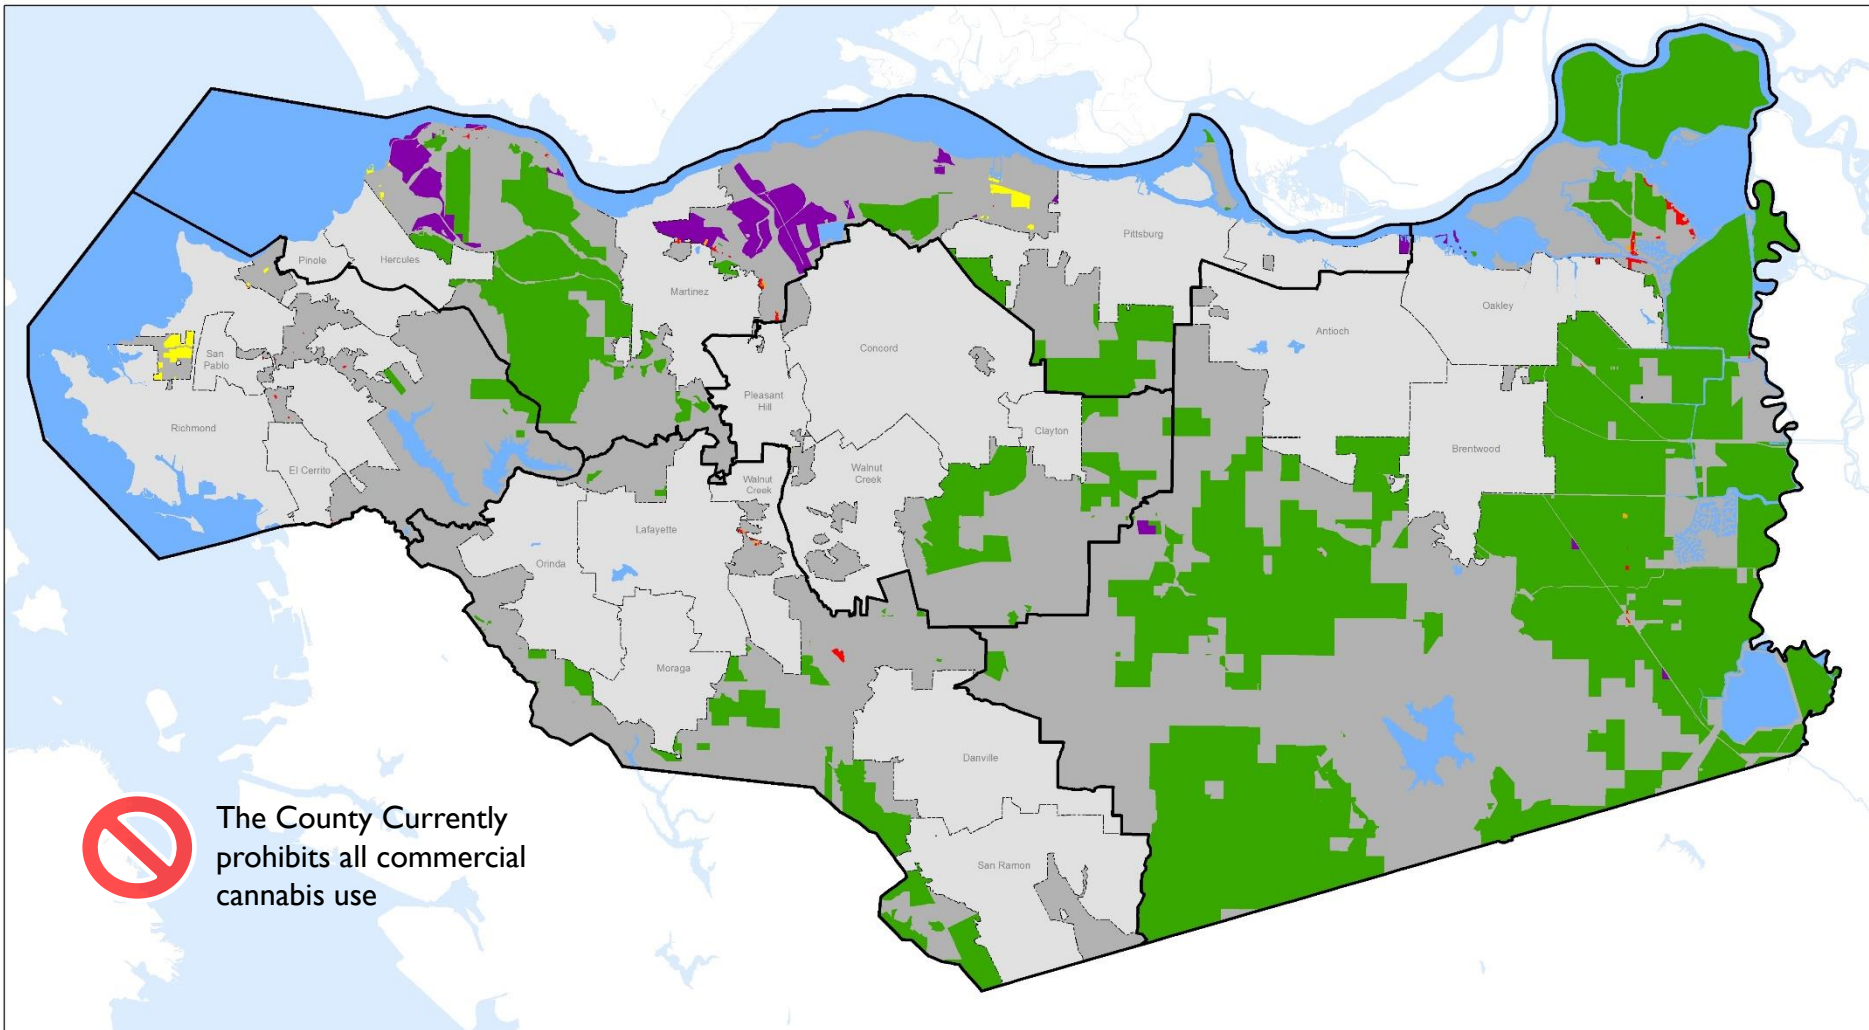 Pinole
Hercules
Martinez
Pittsburg
Antioch
Oakley
San
Pablo
Concord
Pleasant
Hill
Clayton
Brentwood
Richmond
El Cerrito
Walnut
Creek
Walnut
Creek
Lafayette
Orinda
Moraga
Danville
San Ramon
The County Currently
prohibits all commercial
cannabis use